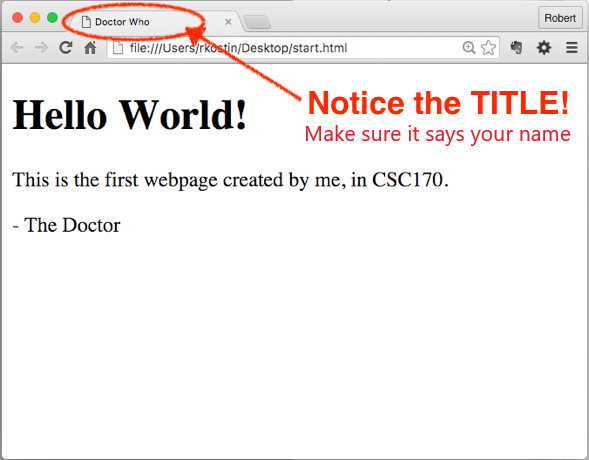 Doctor Who
Robert
file:///Users/rkostin/Desktop/start.html
Notice the TITLE!
Make sure it says your name
Hello World!
This is the first webpage created by me, in CSC170.
- The Doctor